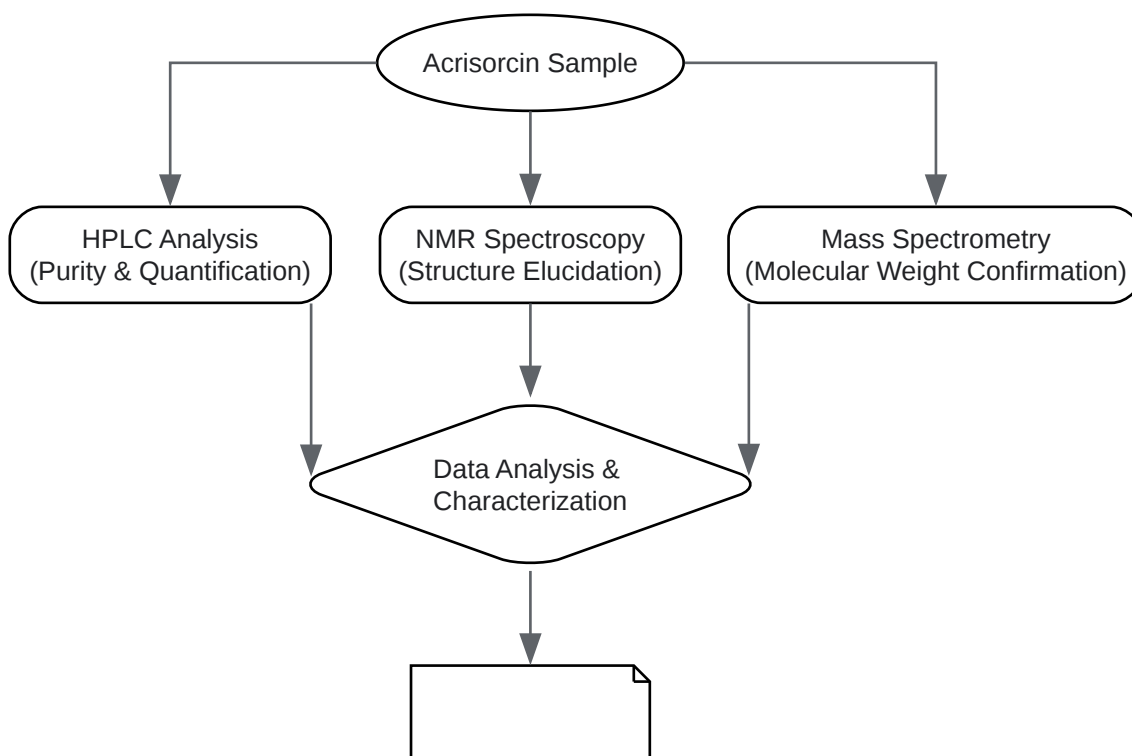 Acrisorcin Sample
HPLC Analysis
(Purity & Quantification)
NMR Spectroscopy
(Structure Elucidation)
Mass Spectrometry
(Molecular Weight Confirmation)
Data Analysis &
Characterization